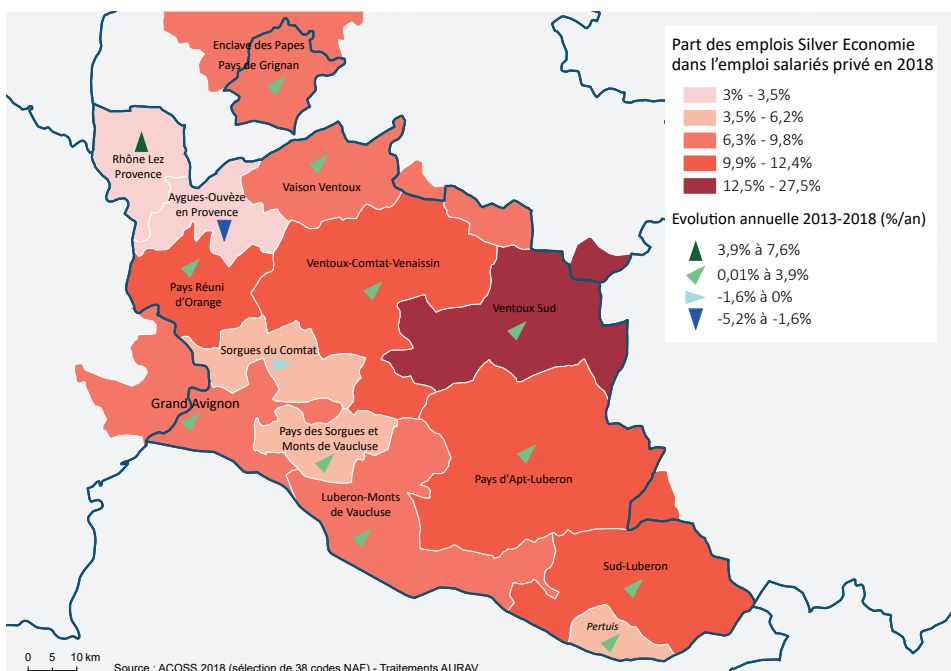 Enclave des Papes
Pays de Grignan
Rhône Lez
Provence
Aygues-Ouvèze
en Provence
Vaison Ventoux
Pays Réuni
d'Orange
Ventoux-Comtat-Venaissin
Ventoux Sud
Sorgues du Comtat
Grand Avignon
Pays des Sorgues et
Monts de Vaucluse
Pays d'Apt-Luberon
Luberon-Monts
de Vaucluse
Sud-Luberon
Pertuis
Part des emplois Silver Economie
dans l'emploi salariés privé en 2018
3% - 3,5%
3,5% - 6,2%
6,3% - 9,8%
9,9% - 12,4%
12,5% - 27,5%
Evolution annuelle 2013-2018 (%/an)
3,9% à 7,6%
0,01% à 3,9%
-1,6% à 0%
-5,2% à -1,6%
0 5 10 km
Source : ACOSS 2018 (sélection de 38 codes NAF) - Traitements AURAV